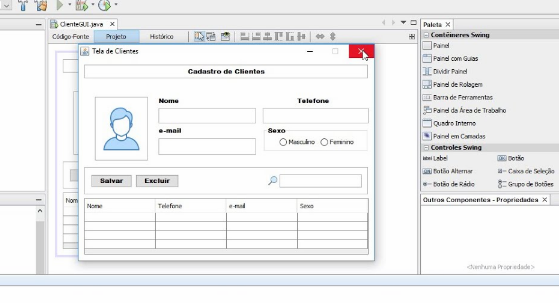 ClienteGUI.java
Código-Fonte Projeto Histórico
Tela de Clientes
Cadastro de Clientes
Nome
Telefone
e-mail
Sexo
Masculino Feminino
Salvar Excluir
Nome Telefone e-mail Sexo
Nom
Paleta
Contêineres Swing
Painel
Painel com Guias
Dividir Painel
Painel de Rolagem
Barra de Ferramentas
Painel da Área de Trabalho
Quadro Interno
Painel em Camadas
Controles Swing
Label Botão
Botão Alternar Caixa de Seleção
Botão de Rádio Grupo de Botões
Outros Componentes - Propriedades
<Nenhuma Propriedade>